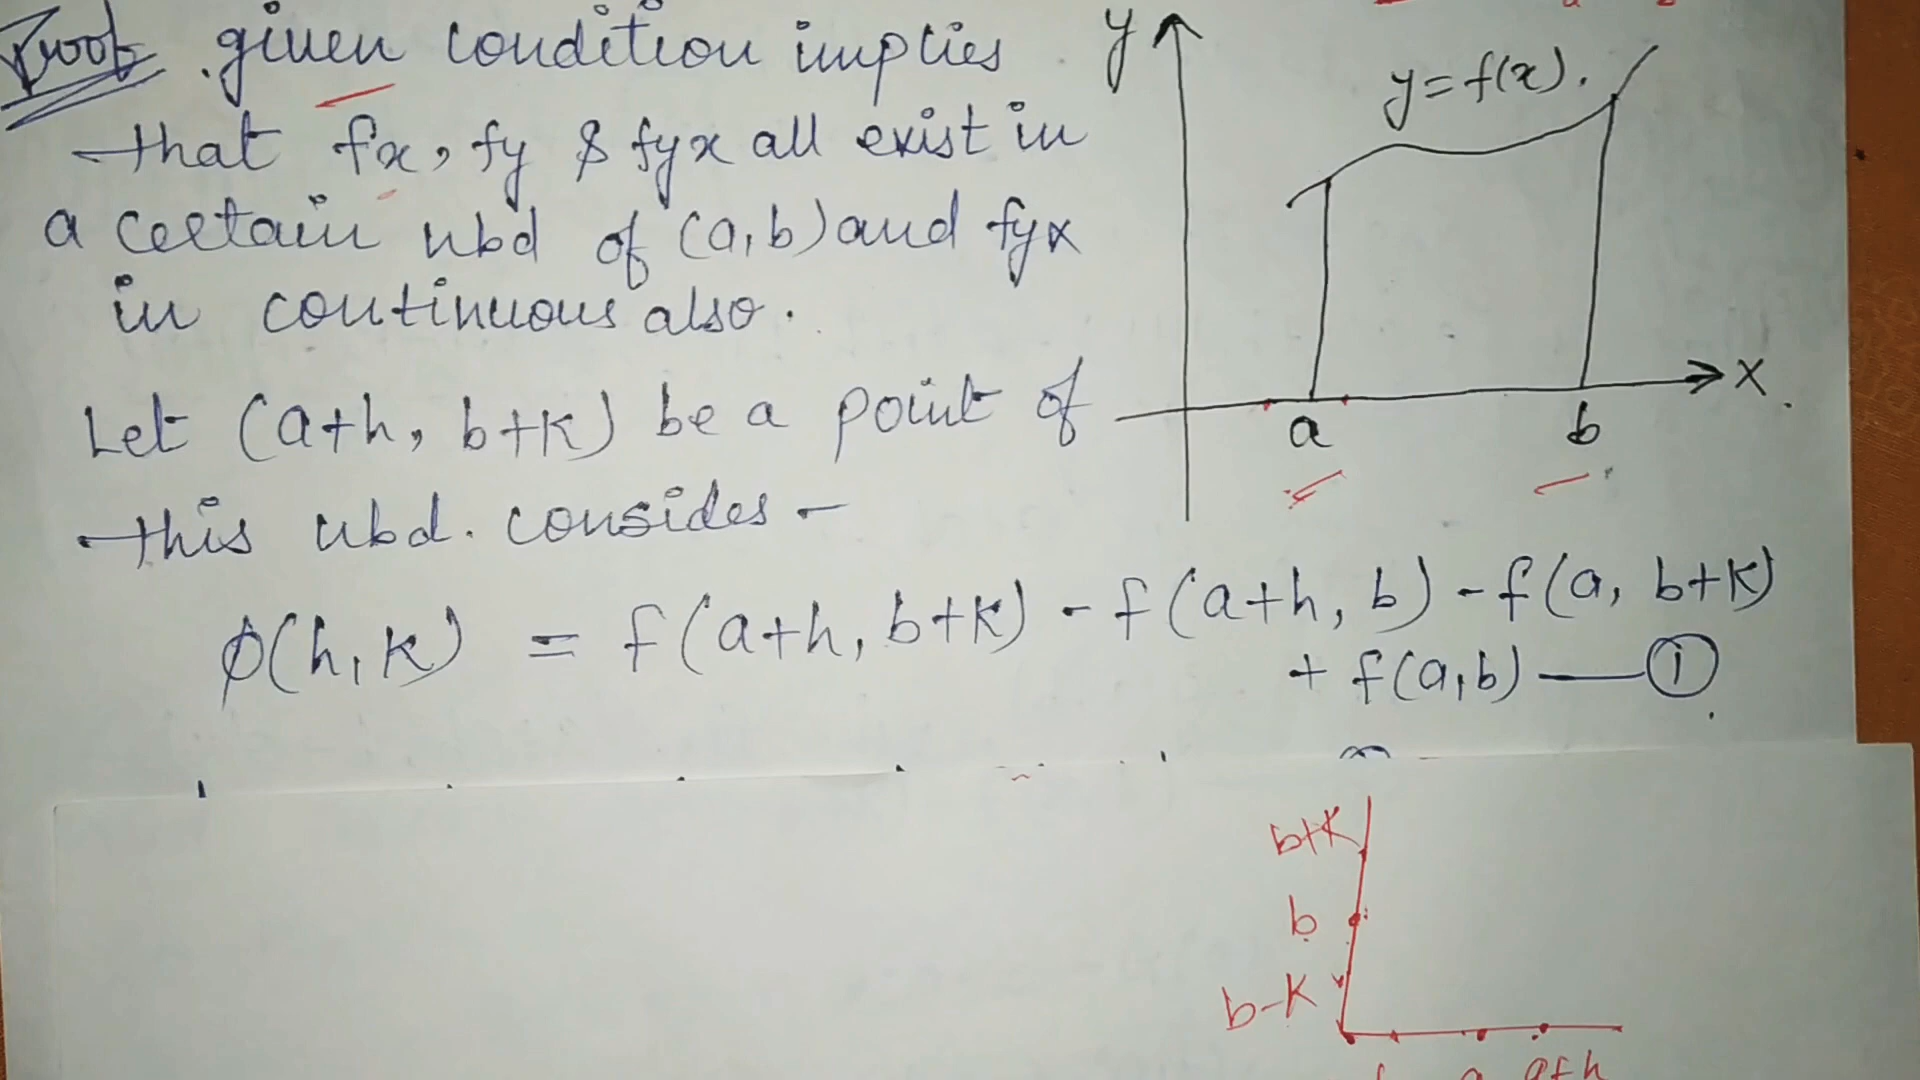 Proof. given condition implies
that fx, fy & fyx all exist in
a certain nbd of (a,b) and fyx
in continuous also.
Let (a+h, b+k) be a point of
this nbd. consider -
φ(h,k) = f(a+h, b+k) - f(a+h, b) - f(a, b+k)
+ f(a,b) — ①
y
y = f(x).
x
a
b
b+k
b
b-k
a a+h